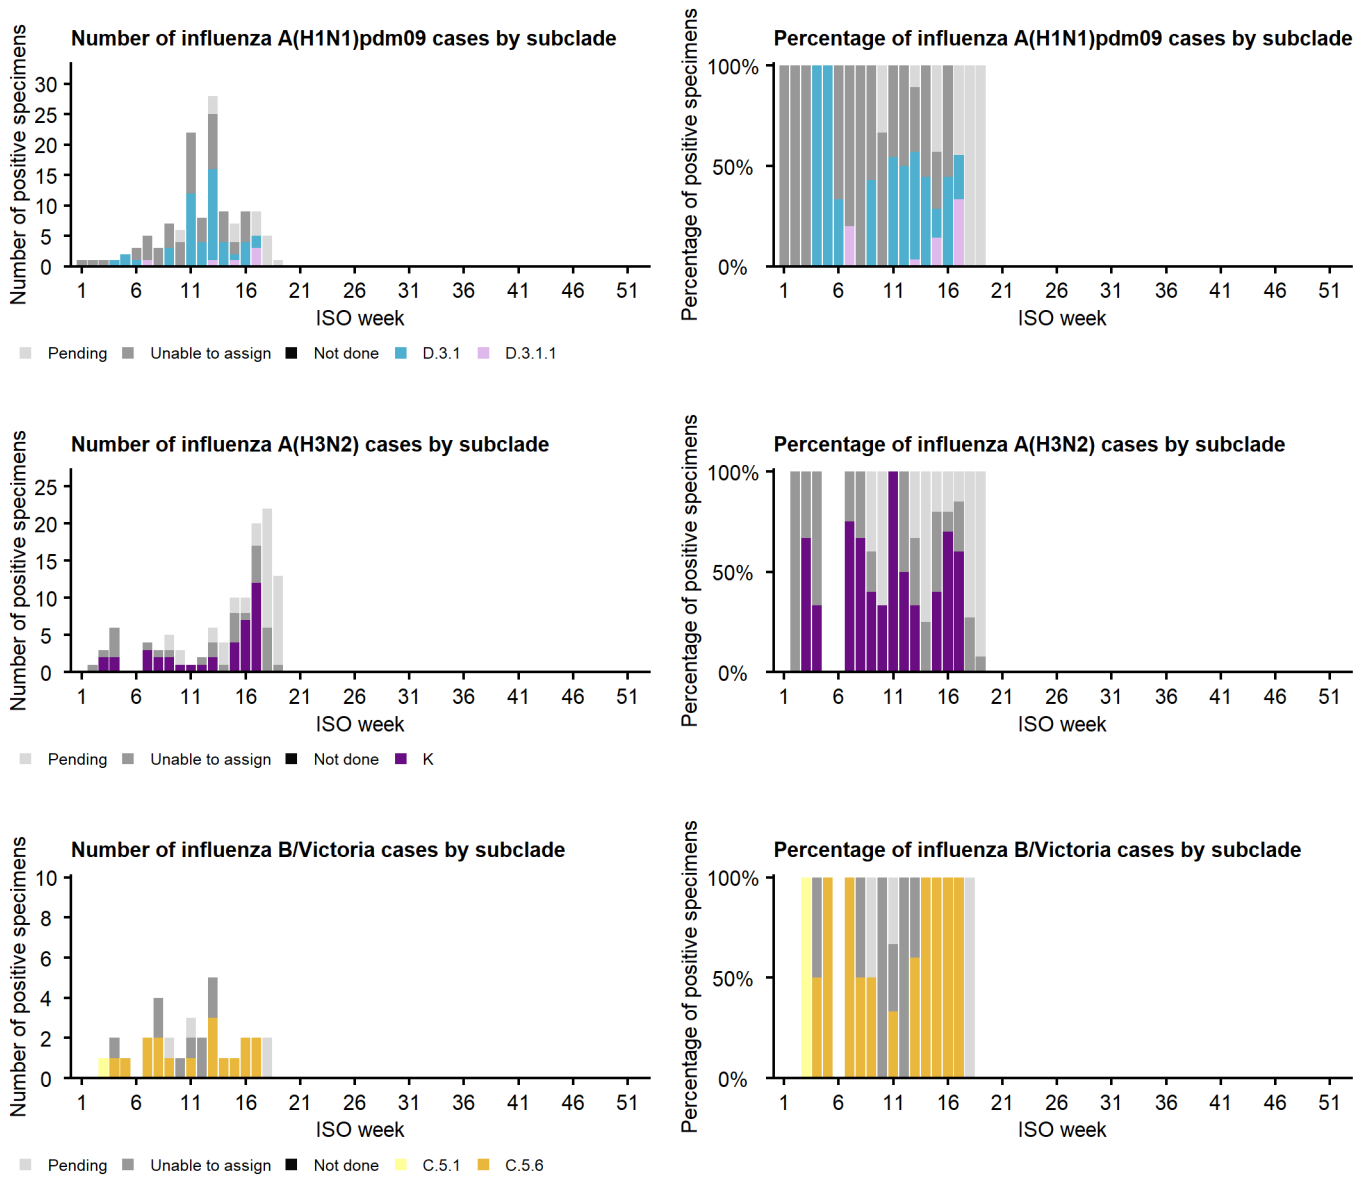 Number of influenza A(H1N1)pdm09 cases by subclade
Number of positive specimens
30
25
20
15
10
5
0
1 6 11 16 21 26 31 36 41 46 51
ISO week
Pending Unable to assign Not done D.3.1 D.3.1.1
Percentage of influenza A(H1N1)pdm09 cases by subclade
Percentage of positive specimens
100%
50%
0%
1 6 11 16 21 26 31 36 41 46 51
ISO week
Number of influenza A(H3N2) cases by subclade
Number of positive specimens
25
20
15
10
5
0
1 6 11 16 21 26 31 36 41 46 51
ISO week
Pending Unable to assign Not done K
Percentage of influenza A(H3N2) cases by subclade
Percentage of positive specimens
100%
50%
0%
1 6 11 16 21 26 31 36 41 46 51
ISO week
Number of influenza B/Victoria cases by subclade
Number of positive specimens
10
8
6
4
2
0
1 6 11 16 21 26 31 36 41 46 51
ISO week
Pending Unable to assign Not done C.5.1 C.5.6
Percentage of influenza B/Victoria cases by subclade
Percentage of positive specimens
100%
50%
0%
1 6 11 16 21 26 31 36 41 46 51
ISO week